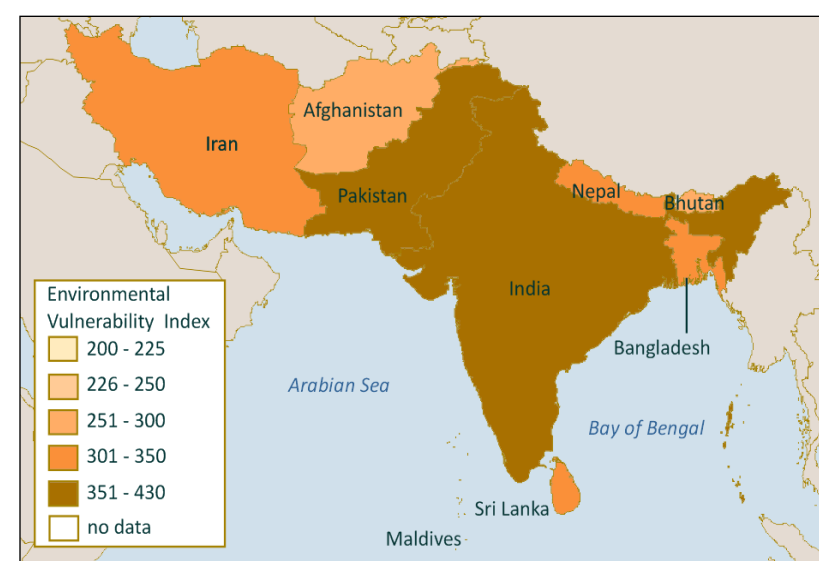 Afghanistan
Iran
Pakistan
Nepal
Bhutan
India
Bangladesh
Arabian Sea
Bay of Bengal
Sri Lanka
Maldives
Environmental
Vulnerability Index
200 - 225
226 - 250
251 - 300
301 - 350
351 - 430
no data